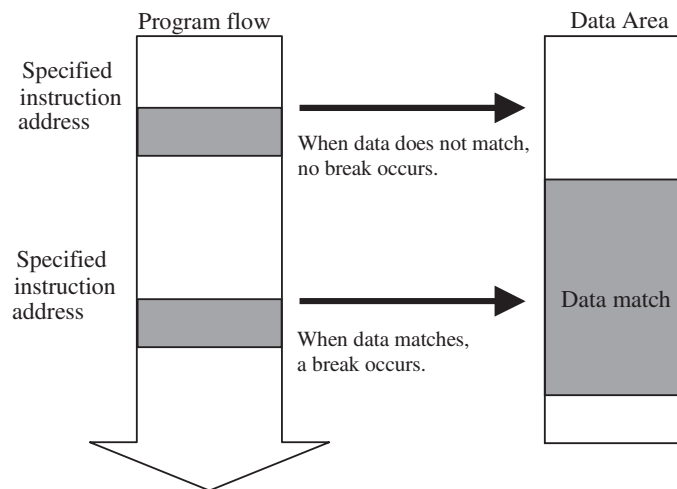 Program flow
Data Area
Specified
instruction
address
When data does not match,
no break occurs.
Specified
instruction
address
Data match
When data matches,
a break occurs.